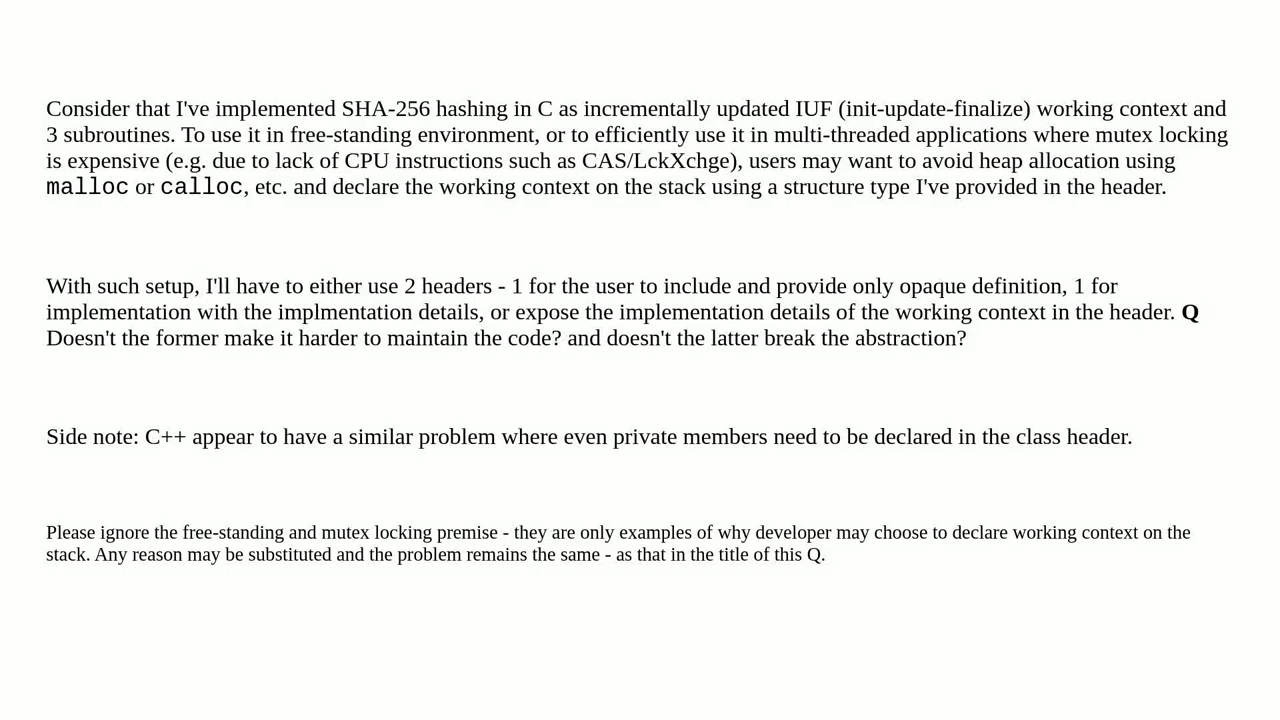 Consider that I've implemented SHA-256 hashing in C as incrementally updated IUF (init-update-finalize) working context and
3 subroutines. To use it in free-standing environment, or to efficiently use it in multi-threaded applications where mutex locking
is expensive (e.g. due to lack of CPU instructions such as CAS/LckXchge), users may want to avoid heap allocation using
malloc or calloc, etc. and declare the working context on the stack using a structure type I've provided in the header.
With such setup, I'll have to either use 2 headers - 1 for the user to include and provide only opaque definition, 1 for
implementation with the implmentation details, or expose the implementation details of the working context in the header. Q
Doesn't the former make it harder to maintain the code? and doesn't the latter break the abstraction?
Side note: C++ appear to have a similar problem where even private members need to be declared in the class header.
Please ignore the free-standing and mutex locking premise - they are only examples of why developer may choose to declare working context on the
stack. Any reason may be substituted and the problem remains the same - as that in the title of this Q.